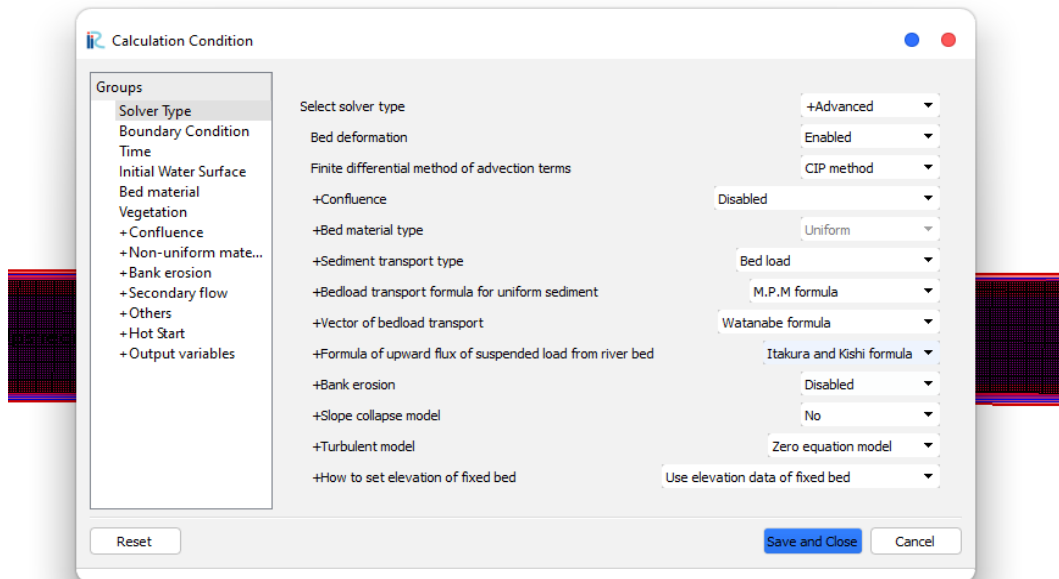 iRC Calculation Condition
Groups
Solver Type
Boundary Condition
Time
Initial Water Surface
Bed material
Vegetation
+Confluence
+Non-uniform mate...
+Bank erosion
+Secondary flow
+Others
+Hot Start
+Output variables
Select solver type +Advanced
Bed deformation Enabled
Finite differential method of advection terms CIP method
+Confluence Disabled
+Bed material type Uniform
+Sediment transport type Bed load
+Bedload transport formula for uniform sediment M.P.M formula
+Vector of bedload transport Watanabe formula
+Formula of upward flux of suspended load from river bed Itakura and Kishi formula
+Bank erosion Disabled
+Slope collapse model No
+Turbulent model Zero equation model
+How to set elevation of fixed bed Use elevation data of fixed bed
Reset Save and Close Cancel